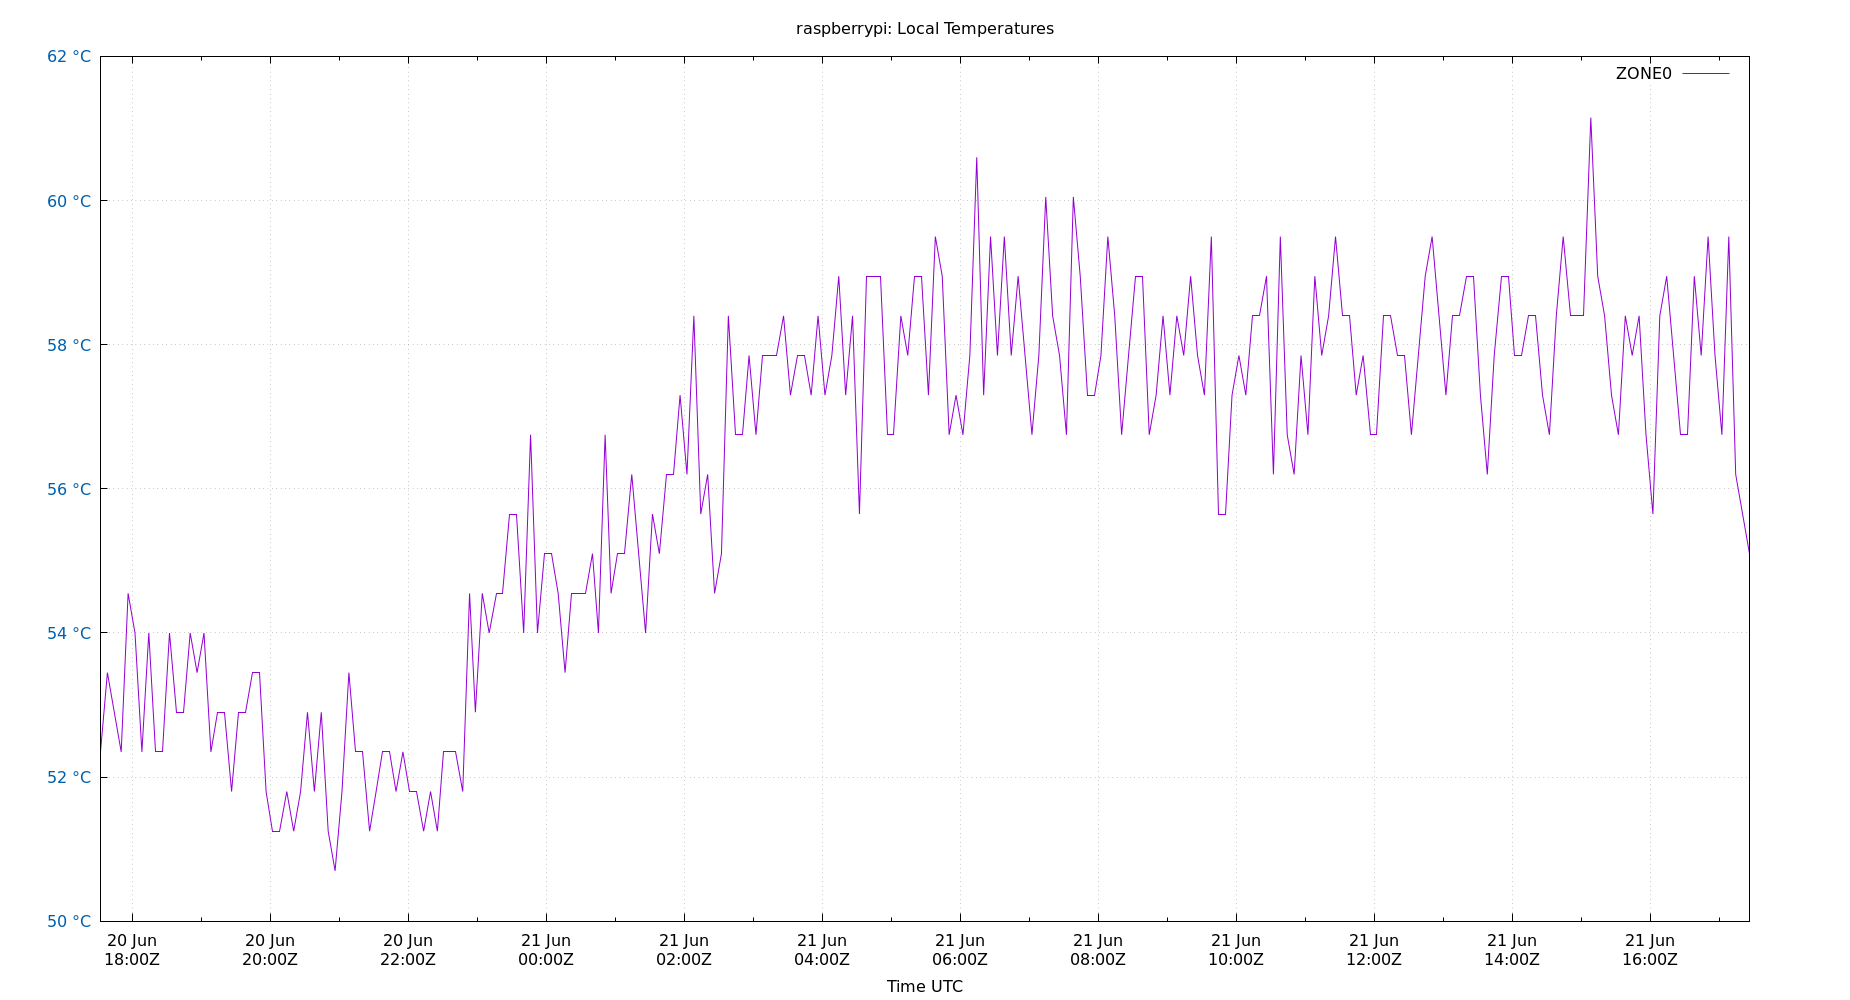 raspberrypi: Local Temperatures
62 °C
ZONE0
60 °C
58 °C
56 °C
54 °C
52 °C
50 °C
20 Jun 20 Jun 20 Jun 21 Jun 21 Jun 21 Jun 21 Jun 21 Jun 21 Jun 21 Jun 21 Jun 21 Jun
18:00Z 20:00Z 22:00Z 00:00Z 02:00Z 04:00Z 06:00Z 08:00Z 10:00Z 12:00Z 14:00Z 16:00Z
Time UTC